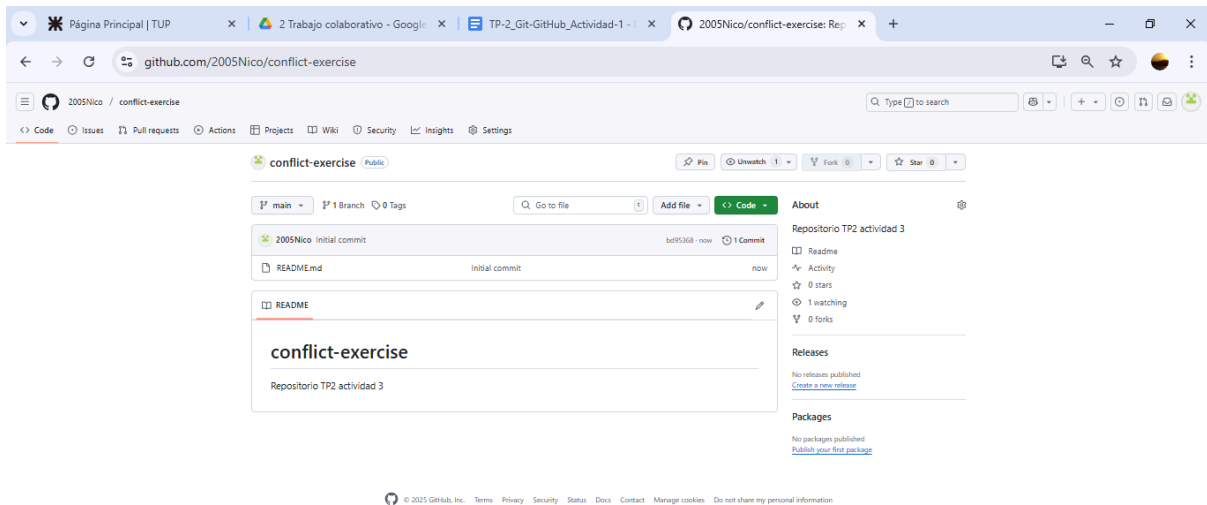 Página Principal | TUP
2 Trabajo colaborativo - Google
TP-2_Git-GitHub_Actividad-1 -
2005Nico/conflict-exercise: Rep
github.com/2005Nico/conflict-exercise
2005Nico / conflict-exercise
Type / to search
Code Issues Pull requests Actions Projects Wiki Security Insights Settings
conflict-exercise Public
Pin Unwatch 1 Fork 0 Star 0
main 1 Branch 0 Tags
Go to file t Add file Code
2005Nico Initial commit bd95368 · now 1 Commit
README.md Initial commit now
README
conflict-exercise
Repositorio TP2 actividad 3
About
Repositorio TP2 actividad 3
Readme
Activity
0 stars
1 watching
0 forks
Releases
No releases published
Create a new release
Packages
No packages published
Publish your first package
© 2025 GitHub, Inc. Terms Privacy Security Status Docs Contact Manage cookies Do not share my personal information